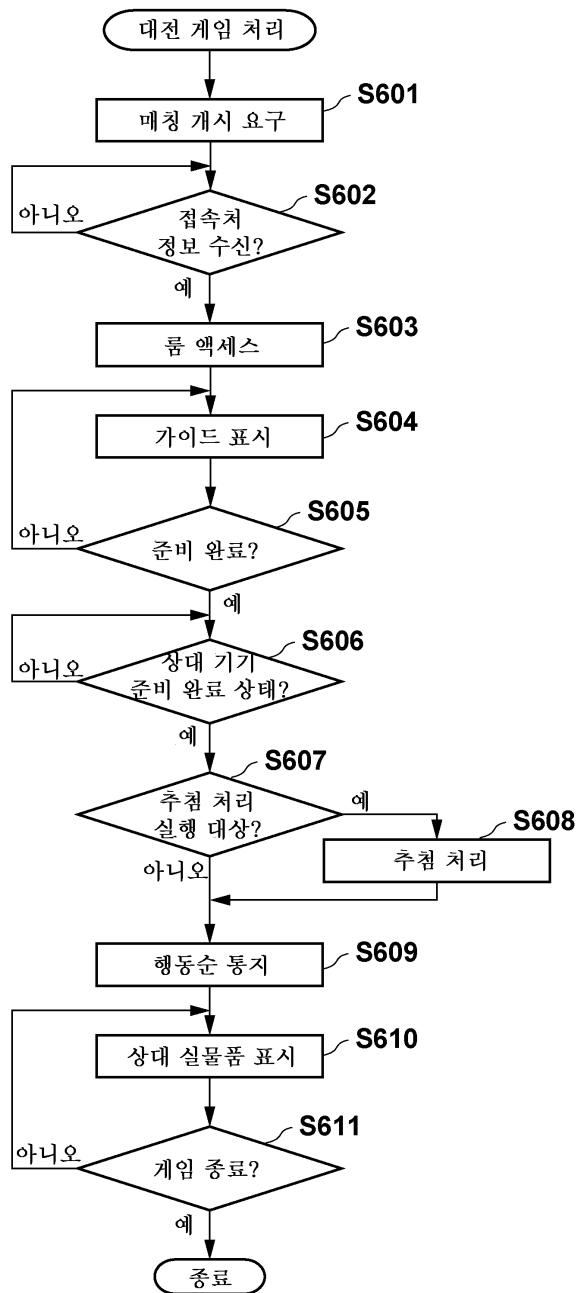 대전 게임 처리
S601
매칭 개시 요구
S602
접속처
정보 수신?
아니오
예
S603
룸 액세스
S604
가이드 표시
S605
준비 완료?
아니오
예
S606
상대 기기
준비 완료 상태?
아니오
예
S607
추첨 처리
실행 대상?
예
S608
추첨 처리
아니오
S609
행동순 통지
S610
상대 실물품 표시
S611
게임 종료?
아니오
예
종료